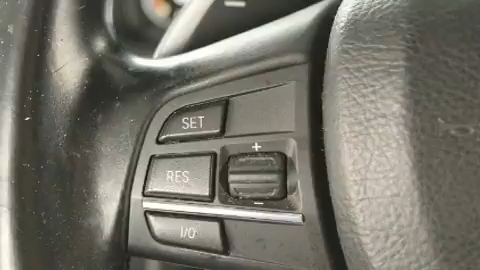 SET
+
RES
–
I/O